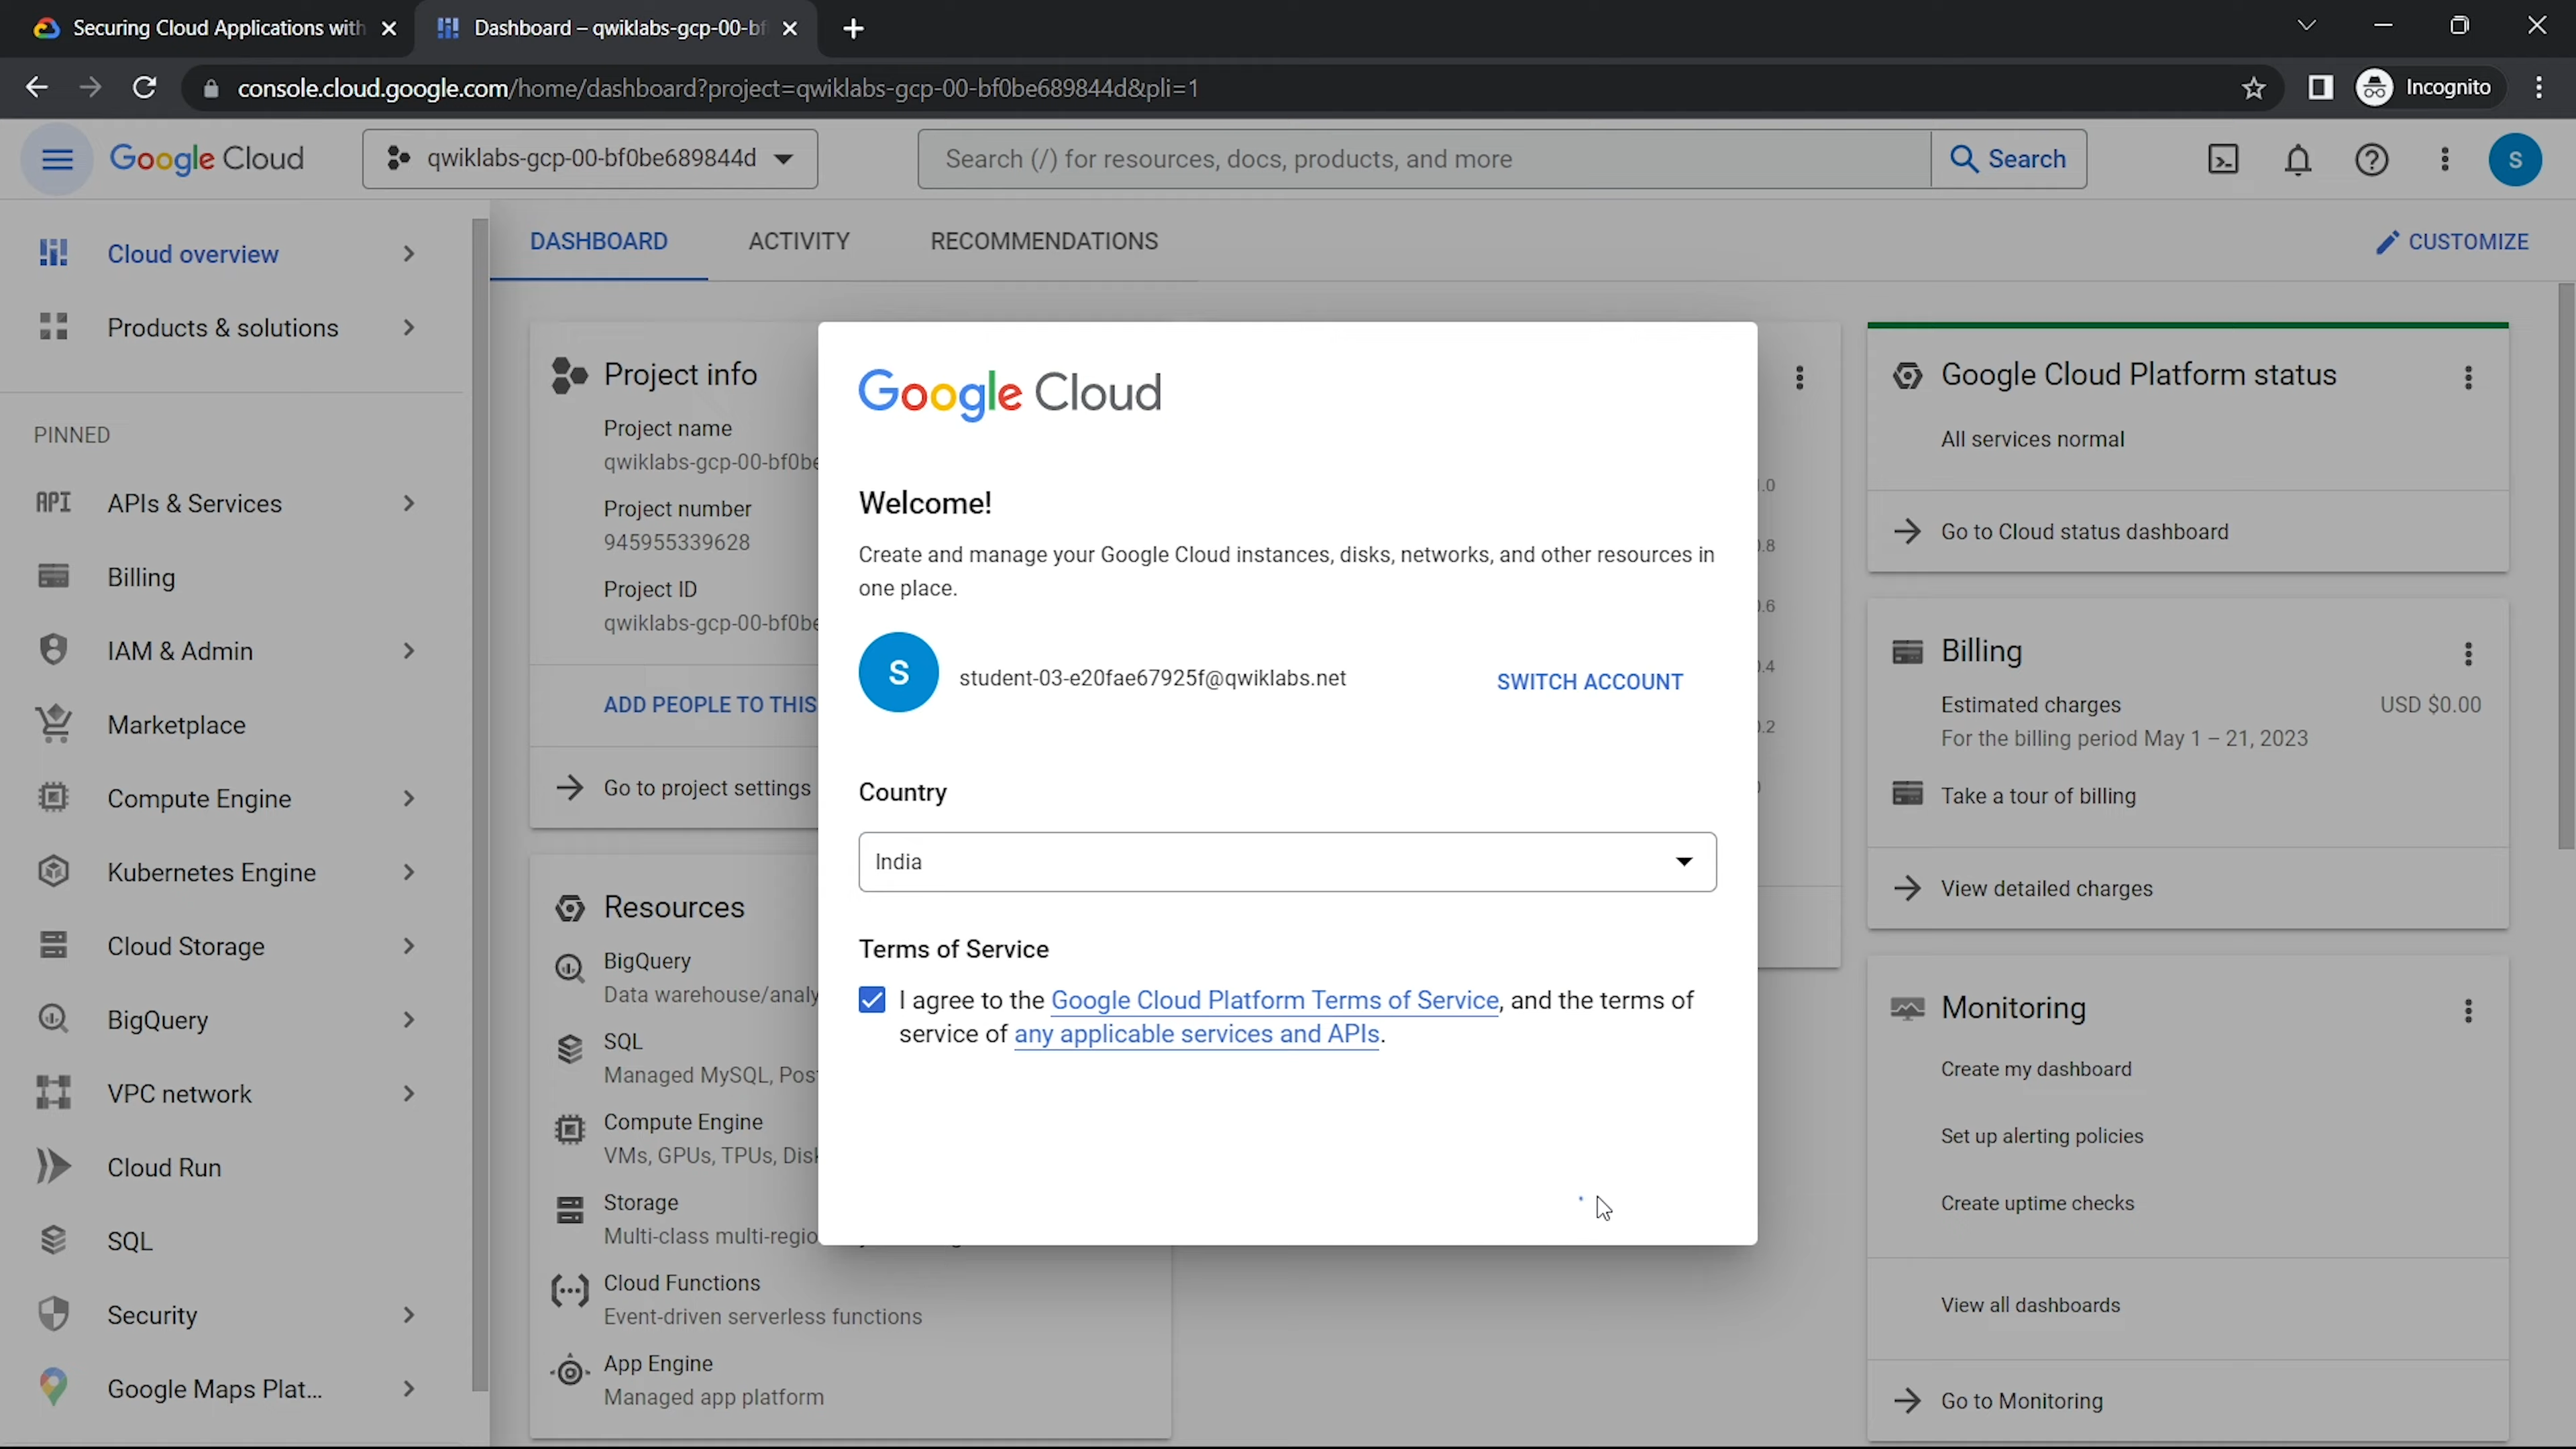 Securing Cloud Applications with
Dashboard – qwiklabs-gcp-00-bf
console.cloud.google.com/home/dashboard?project=qwiklabs-gcp-00-bf0be689844d&pli=1
Incognito
Google Cloud
qwiklabs-gcp-00-bf0be689844d
Search (/) for resources, docs, products, and more
Search
S
Cloud overview
Products & solutions
PINNED
API APIs & Services
Billing
IAM & Admin
Marketplace
Compute Engine
Kubernetes Engine
Cloud Storage
BigQuery
VPC network
Cloud Run
SQL
Security
Google Maps Plat...
DASHBOARD
ACTIVITY
RECOMMENDATIONS
CUSTOMIZE
Project info
Project name
qwiklabs-gcp-00-bf0be
Project number
945955339628
Project ID
qwiklabs-gcp-00-bf0be
ADD PEOPLE TO THIS
Go to project settings
Resources
BigQuery
Data warehouse/analy
SQL
Managed MySQL, Pos
Compute Engine
VMs, GPUs, TPUs, Disk
Storage
Multi-class multi-regio
Cloud Functions
Event-driven serverless functions
App Engine
Managed app platform
Google Cloud
Welcome!
Create and manage your Google Cloud instances, disks, networks, and other resources in
one place.
S
student-03-e20fae67925f@qwiklabs.net
SWITCH ACCOUNT
Country
India
Terms of Service
I agree to the Google Cloud Platform Terms of Service, and the terms of
service of any applicable services and APIs.
.0
.8
.6
.4
.2
Google Cloud Platform status
All services normal
Go to Cloud status dashboard
Billing
Estimated charges
USD $0.00
For the billing period May 1 – 21, 2023
Take a tour of billing
View detailed charges
Monitoring
Create my dashboard
Set up alerting policies
Create uptime checks
View all dashboards
Go to Monitoring